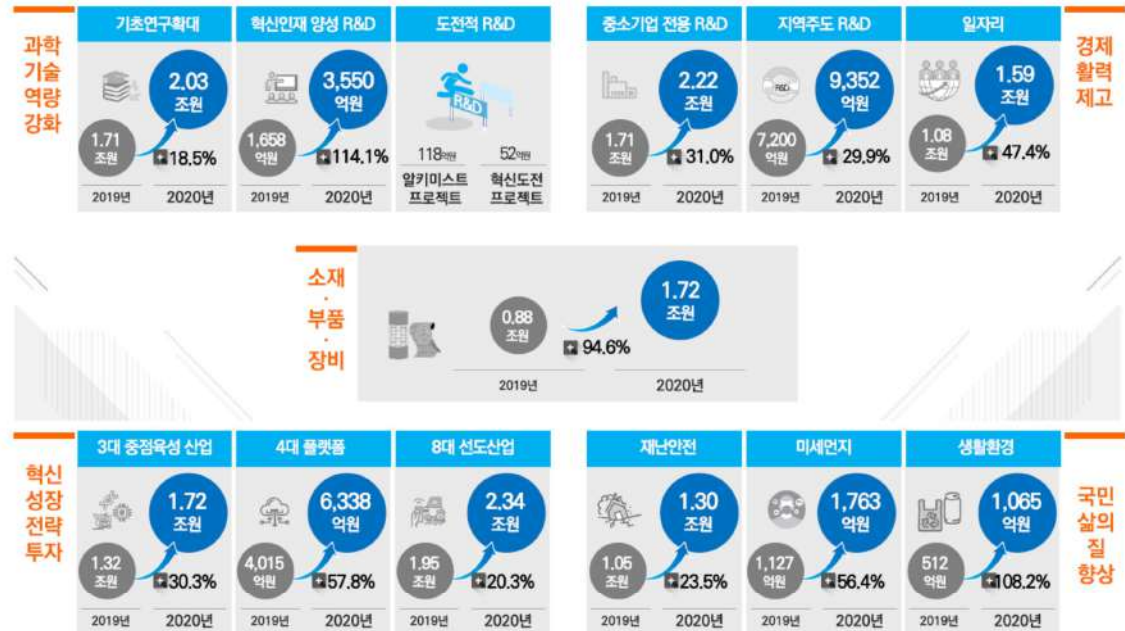 과학
기술
역량
강화
기초연구확대
2.03
조원
1.71
조원
+18.5%
2019년 2020년
혁신인재 양성 R&D
3,550
억원
1,658
억원
+114.1%
2019년 2020년
도전적 R&D
R&D
118억원 52억원
알키미스트 혁신도전
프로젝트 프로젝트
중소기업 전용 R&D
2.22
조원
1.71
조원
+31.0%
2019년 2020년
지역주도 R&D
R&D
9,352
억원
7,200
억원
+29.9%
2019년 2020년
일자리
1.59
조원
1.08
조원
+47.4%
2019년 2020년
경제
활력
제고
소재
·
부품
·
장비
1.72
조원
0.88
조원
+94.6%
2019년 2020년
혁신
성장
전략
투자
3대 중점육성 산업
1.72
조원
1.32
조원
+30.3%
2019년 2020년
4대 플랫폼
6,338
억원
4,015
억원
+57.8%
2019년 2020년
8대 선도산업
2.34
조원
1.95
조원
+20.3%
2019년 2020년
재난안전
1.30
조원
1.05
조원
+23.5%
2019년 2020년
미세먼지
1,763
억원
1,127
억원
+56.4%
2019년 2020년
생활환경
1,065
억원
512
억원
+108.2%
2019년 2020년
국민
삶의
질
향상